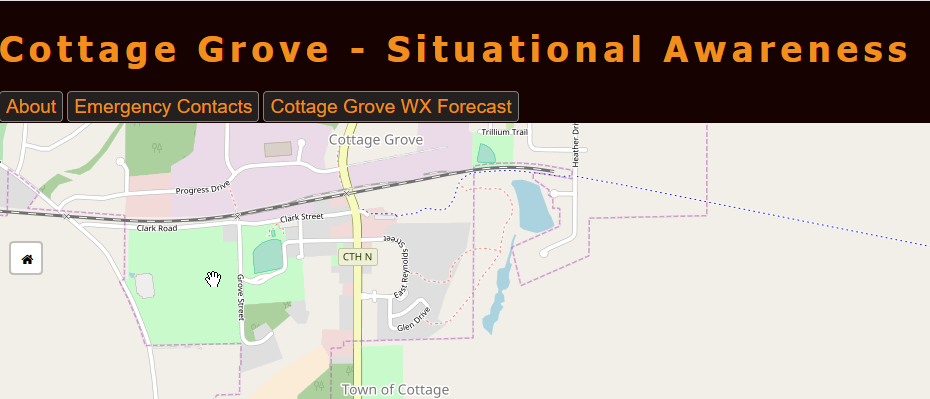 Cottage Grove - Situational Awareness
About
Emergency Contacts
Cottage Grove WX Forecast
Trillium Trail
Cottage Grove
Heather Dri
Progress Drive
Clark Street
Clark Road
Street
CTH N
East Reynolds
Grove Street
Glen Drive
Town of Cottage